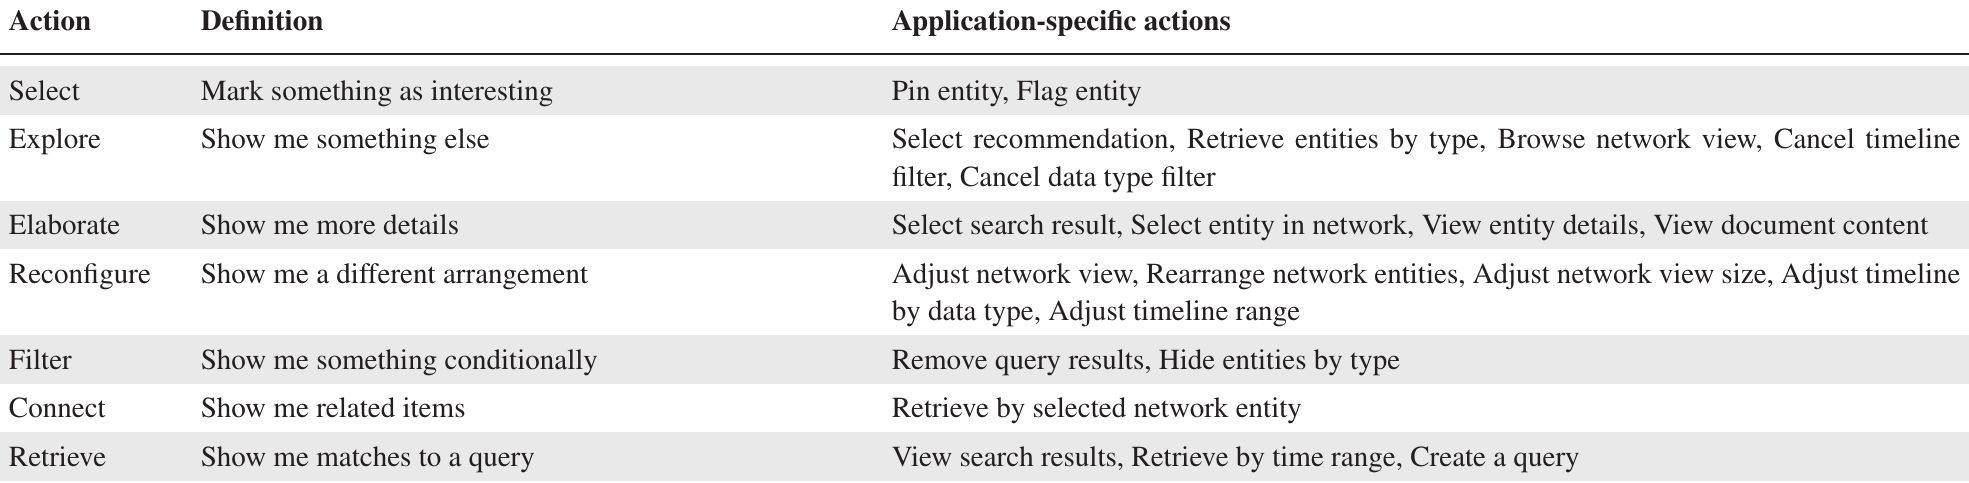 Action Definition Application-specific actions
Select Mark something as interesting Pin entity, Flag entity
Explore Show me something else Select recommendation, Retrieve entities by type, Browse network view, Cancel timeline
filter, Cancel data type filter
Elaborate Show me more details Select search result, Select entity in network, View entity details, View document content
Reconfigure Show me a different arrangement Adjust network view, Rearrange network entities, Adjust network view size, Adjust timeline
by data type, Adjust timeline range
Filter Show me something conditionally Remove query results, Hide entities by type
Connect Show me related items Retrieve by selected network entity
Retrieve Show me matches to a query View search results, Retrieve by time range, Create a query